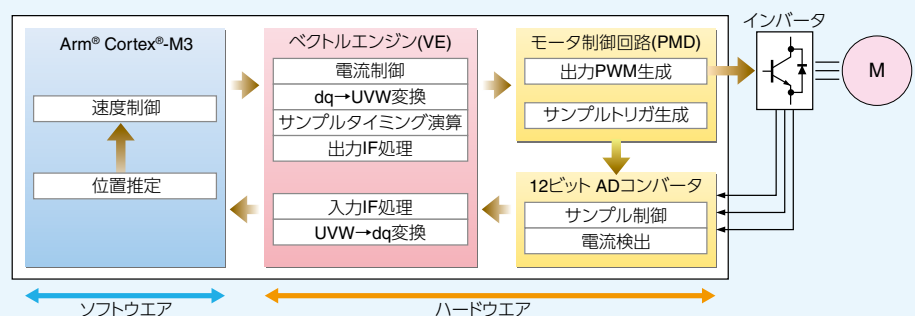 Arm® Cortex®-M3
速度制御
位置推定
ベクトルエンジン(VE)
電流制御
dq→UVW変換
サンプルタイミング演算
出力IF処理
入力IF処理
UVW→dq変換
モータ制御回路(PMD)
出力PWM生成
サンプルトリガ生成
12ビット ADコンバータ
サンプル制御
電流検出
インバータ
M
ソフトウエア
ハードウエア